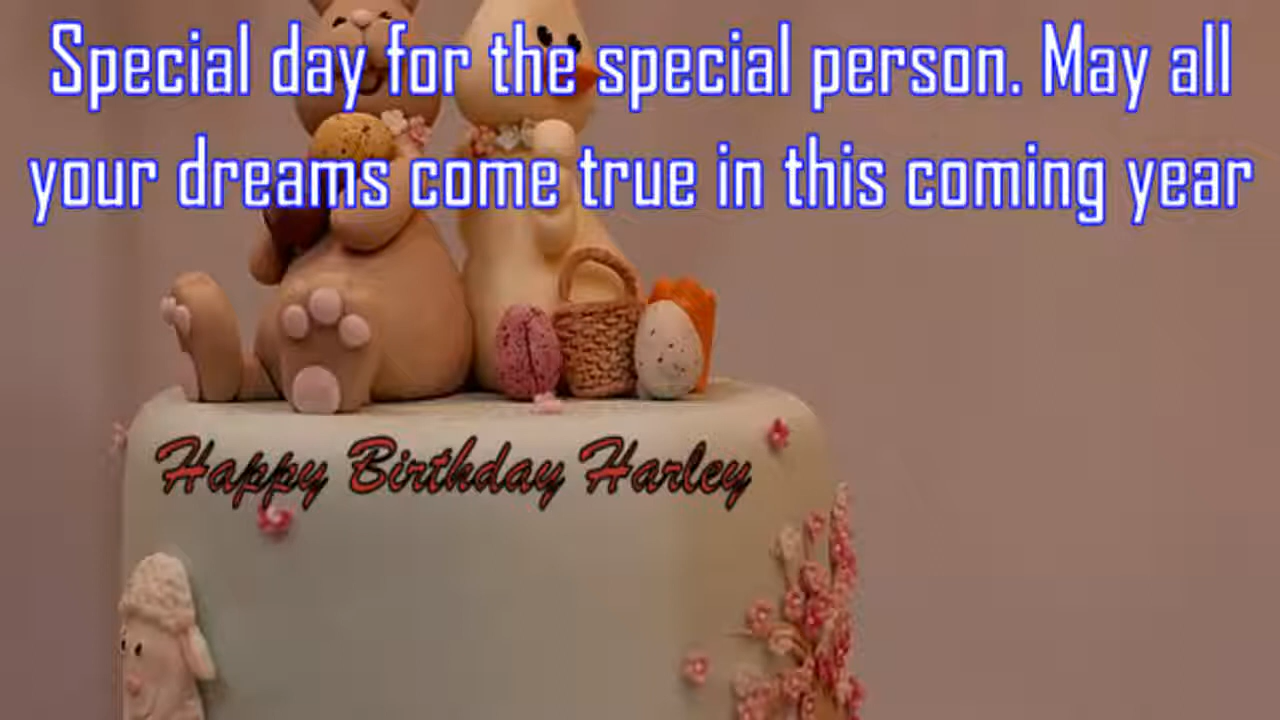 Special day for the special person. May all
your dreams come true in this coming year
Happy Birthday Harley